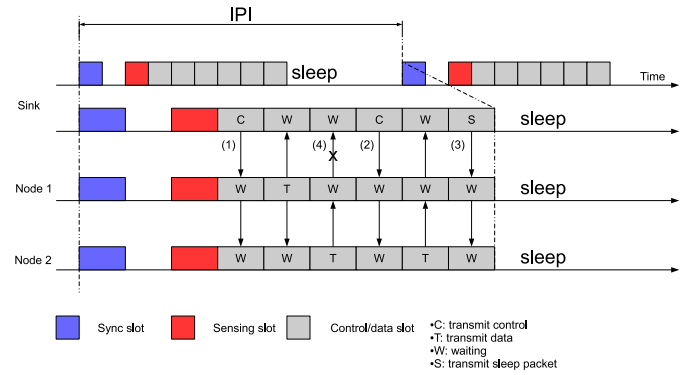 IPI
sleep
Time
Sink
C W W C W S
sleep
(1) (4) (2) (3)
x
Node 1
W T W W W W
sleep
Node 2
W W T W T W
sleep
Sync slot
Sensing slot
Control/data slot
•C: transmit control
•T: transmit data
•W: waiting
•S: transmit sleep packet